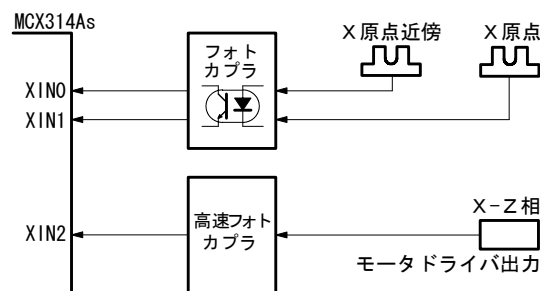 MCX314As
X原点近傍
X原点
フォト
カプラ
XIN0
XIN1
X-Z相
高速フォト
カプラ
XIN2
モータドライバ出力